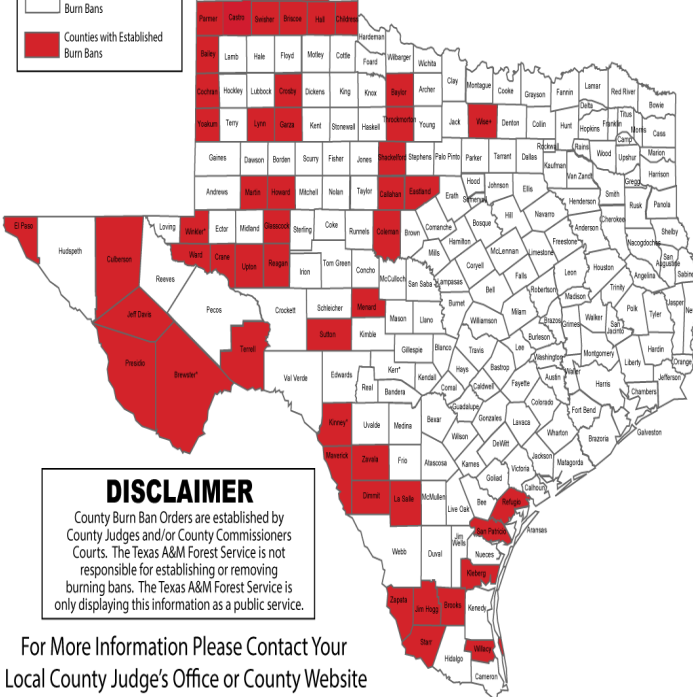 Burn Bans
Counties with Established
Burn Bans
Parmer Castro Swisher Briscoe Hall Childress
Hardeman
Bailey Lamb Hale Floyd Motley Cottle Foard Wilbarger Wichita
Clay Montague Cooke Grayson Fannin Lamar Red River Bowie
Cochran Hockley Lubbock Crosby Dickens King Knox Baylor Archer
Delta Titus Franklin Morris Cass
Yoakum Terry Lynn Garza Kent Stonewall Haskell Throckmorton Young Jack Wise* Denton Collin Hunt Hopkins Camp
Rockwall Rains Wood Upshur Marion
Gaines Dawson Borden Scurry Fisher Jones Shackelford Stephens Palo Pinto Parker Tarrant Dallas Kaufman Van Zandt Gregg Harrison
Andrews Martin Howard Mitchell Nolan Taylor Callahan Eastland Erath Hood Somervell Johnson Ellis Henderson Smith Rusk Panola
El Paso Hudspeth Culberson Loving Winkler* Ector Midland Glasscock Sterling Coke Runnels Coleman Brown Comanche Bosque Hill Navarro Anderson Cherokee Shelby
Hamilton McLennan Limestone Freestone Nacogdoches San Augustine Sabine
Reeves Ward Crane Upton Reagan Irion Tom Green Concho McCulloch San Saba Mills Lampasas Coryell Bell Falls Robertson Leon Houston Angelina Trinity
Jeff Davis Pecos Crockett Schleicher Menard Mason Llano Burnet Williamson Milam Brazos Madison Grimes Walker San Jacinto Polk Tyler Jasper Ne
Presidio Brewster* Terrell Sutton Kimble Gillespie Blanco Travis Lee Burleson Washington Montgomery Liberty Hardin Orange
Val Verde Edwards Real Kerr* Kendall Bandera Comal Hays Caldwell Bastrop Fayette Austin Waller Harris Chambers Jefferson
Kinney* Uvalde Medina Bexar Guadalupe Gonzales Lavaca Colorado Fort Bend Galveston
Wilson DeWitt Wharton Brazoria
Maverick Zavala Frio Atascosa Karnes Goliad Victoria Jackson Matagorda
Dimmit La Salle McMullen Live Oak Bee Refugio Calhoun
Webb Duval Jim Wells San Patricio Aransas
Nueces
Kleberg
Zapata Jim Hogg Brooks Kenedy
Starr Hidalgo Willacy
Cameron
DISCLAIMER
County Burn Ban Orders are established by
County Judges and/or County Commissioners
Courts. The Texas A&M Forest Service is not
responsible for establishing or removing
burning bans. The Texas A&M Forest Service is
only displaying this information as a public service.
For More Information Please Contact Your
Local County Judge's Office or County Website